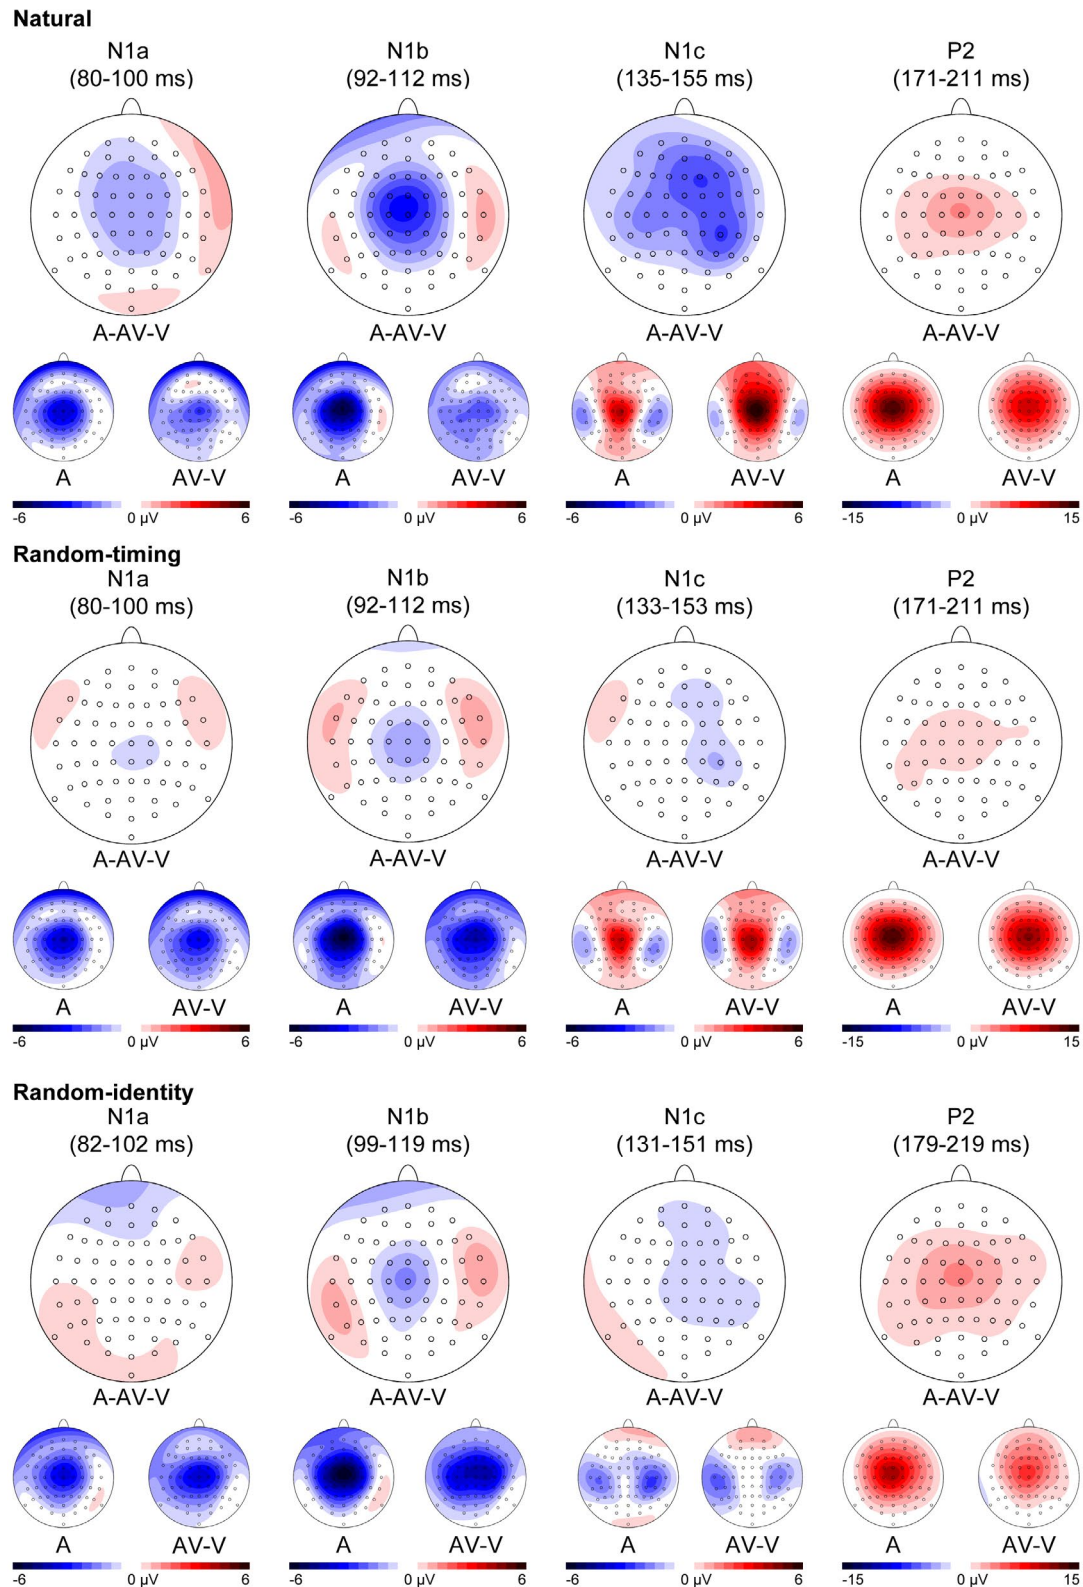 Natural
N1a N1b N1c P2
(80-100 ms) (92-112 ms) (135-155 ms) (171-211 ms)
A-AV-V A-AV-V A-AV-V A-AV-V
A AV-V A AV-V A AV-V A AV-V
-6 0 µV 6 -6 0 µV 6 -6 0 µV 6 -15 0 µV 15
Random-timing
N1a N1b N1c P2
(80-100 ms) (92-112 ms) (133-153 ms) (171-211 ms)
A-AV-V A-AV-V A-AV-V A-AV-V
A AV-V A AV-V A AV-V A AV-V
-6 0 µV 6 -6 0 µV 6 -6 0 µV 6 -15 0 µV 15
Random-identity
N1a N1b N1c P2
(82-102 ms) (99-119 ms) (131-151 ms) (179-219 ms)
A-AV-V A-AV-V A-AV-V A-AV-V
A AV-V A AV-V A AV-V A AV-V
-6 0 µV 6 -6 0 µV 6 -6 0 µV 6 -15 0 µV 15